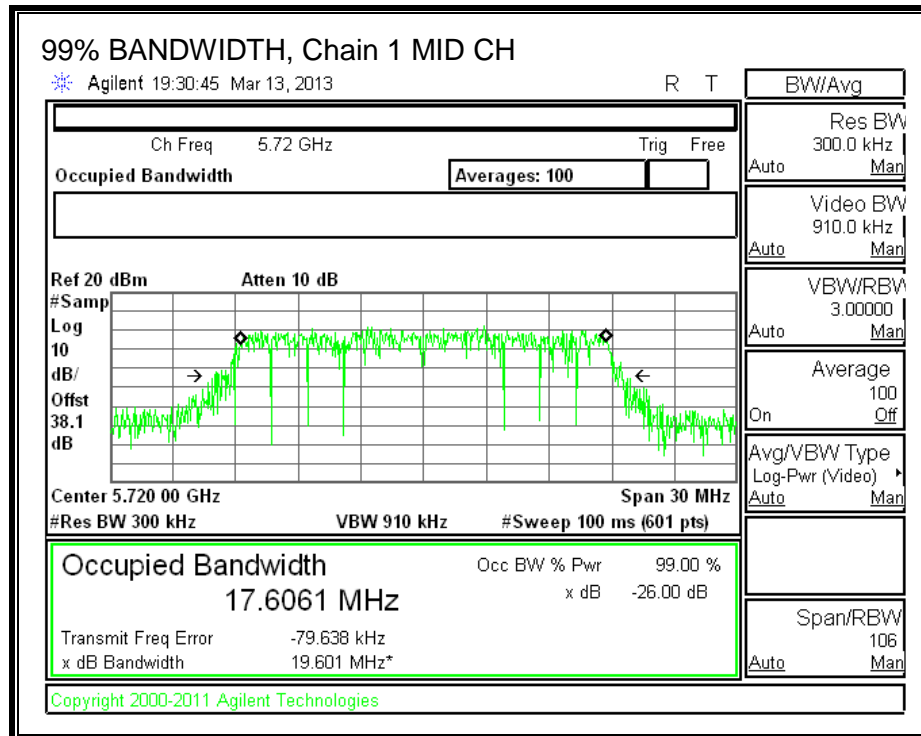 99% BANDWIDTH, Chain 1 MID CH
Agilent 19:30:45 Mar 13, 2013 R T
BW/Avg
Ch Freq 5.72 GHz Trig Free
Occupied Bandwidth Averages: 100
Ref 20 dBm Atten 10 dB
#Samp
Log
10
dB/
Offst
38.1
dB
Center 5.720 00 GHz Span 30 MHz
#Res BW 300 kHz VBW 910 kHz #Sweep 100 ms (601 pts)
Occupied Bandwidth Occ BW % Pwr 99.00 %
17.6061 MHz x dB -26.00 dB
Transmit Freq Error -79.638 kHz
x dB Bandwidth 19.601 MHz*
Copyright 2000-2011 Agilent Technologies
Res BW
300.0 kHz
Auto Man
Video BW
910.0 kHz
Auto Man
VBW/RBW
3.00000
Auto Man
Average
100
On Off
Avg/VBW Type
Log-Pwr (Video)
Auto Man
Span/RBW
106
Auto Man